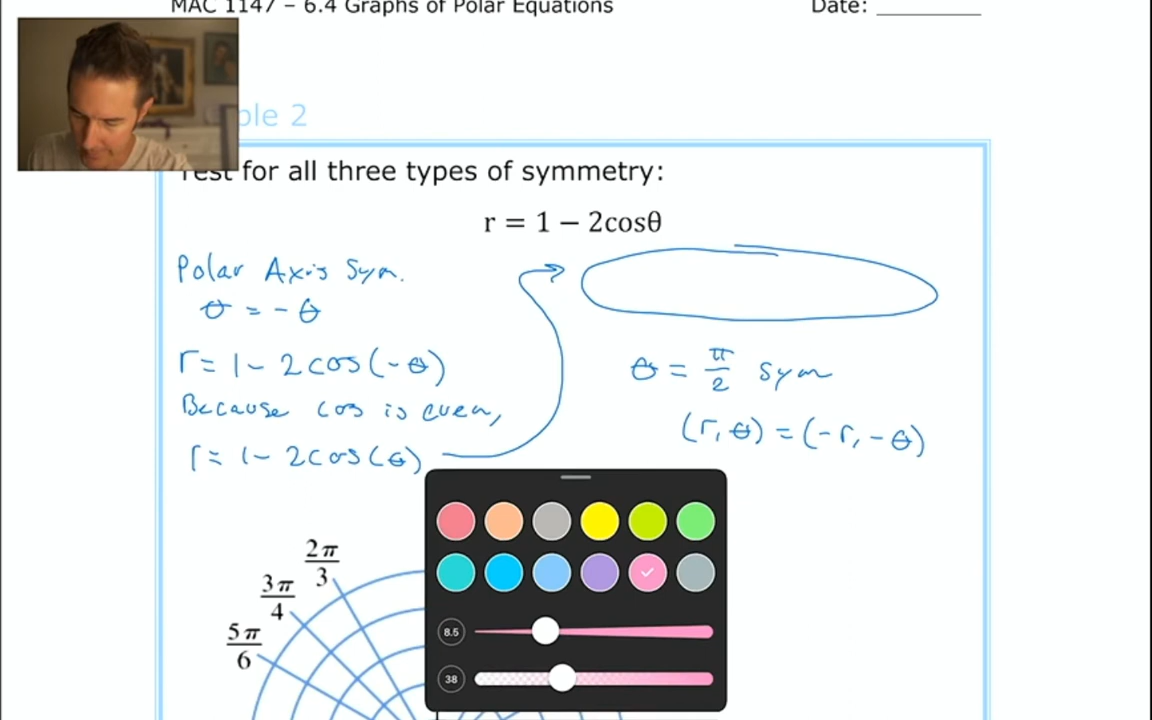 MAC 1147 – 6.4 Graphs of Polar Equations
Date: ________
ple 2
Test for all three types of symmetry:
r = 1 − 2cosθ
Polar Axis Sym.
θ = -θ
r = 1 - 2cos(-θ)
Because cos is even,
r = 1 - 2cos(θ)
θ = π/2 sym
(r, θ) = (-r, -θ)
2π/3
3π/4
5π/6
8.5
38